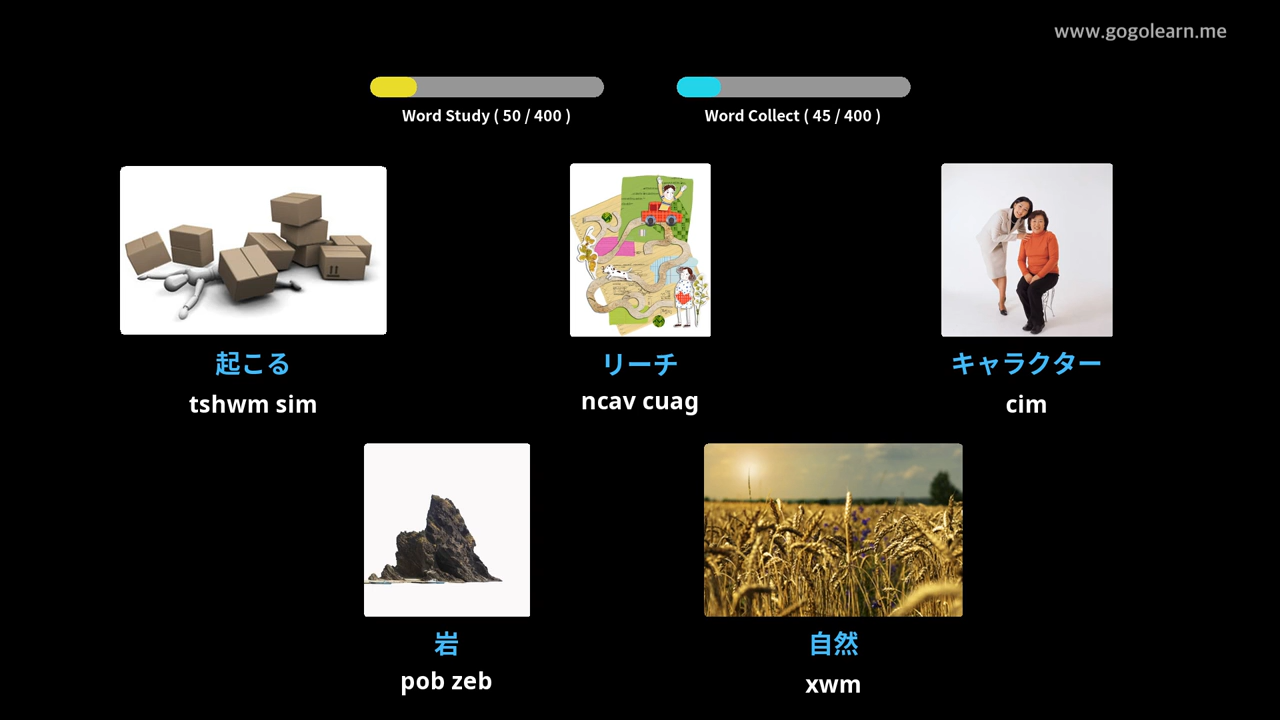 www.gogolearn.me
Word Study ( 50 / 400 )
Word Collect ( 45 / 400 )
起こる
tshwm sim
リーチ
ncav cuag
キャラクター
cim
岩
pob zeb
自然
xwm